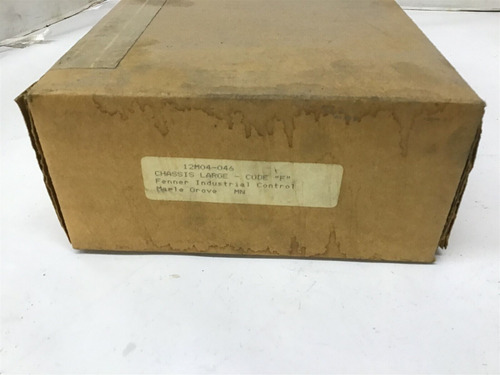 12M04-046
CHASSIS LARGE - CODE "F"
Fenner Industrial Control
Maple Grove MN